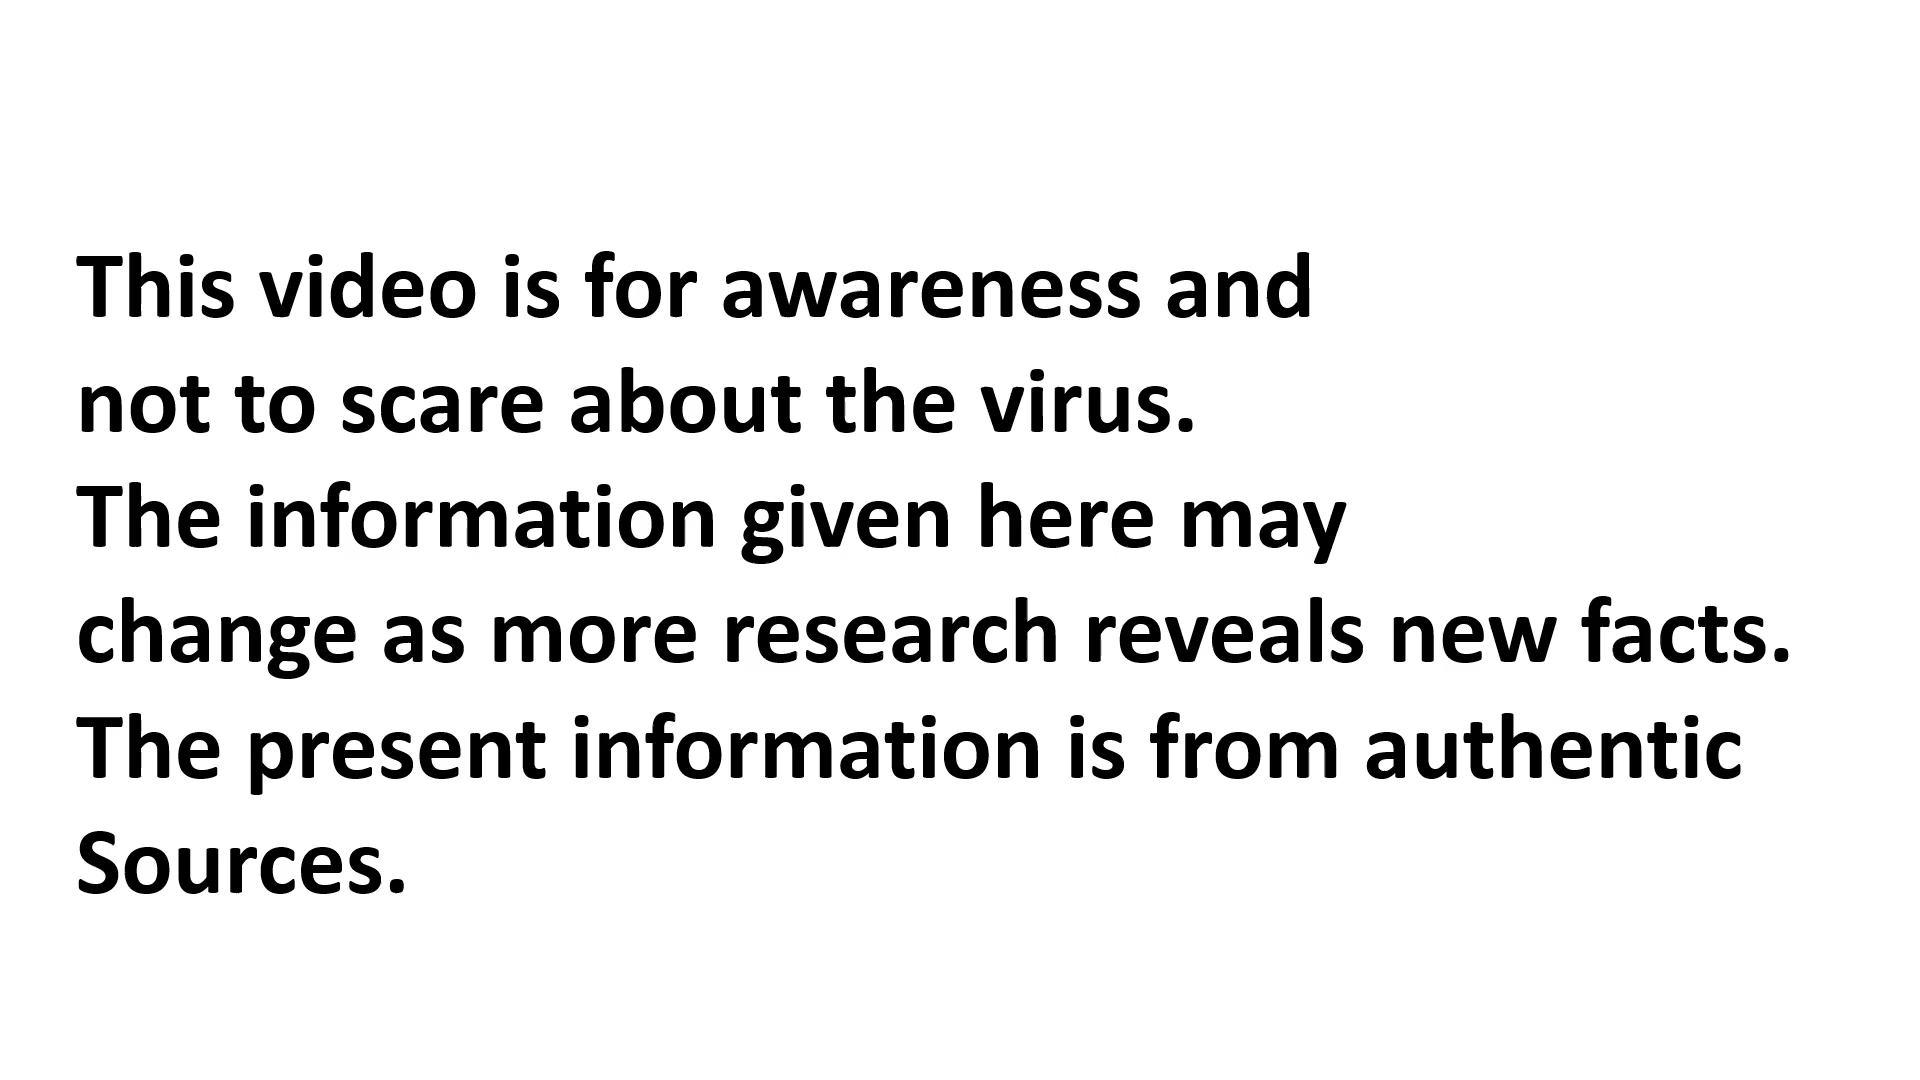 This video is for awareness and
not to scare about the virus.
The information given here may
change as more research reveals new facts.
The present information is from authentic
Sources.